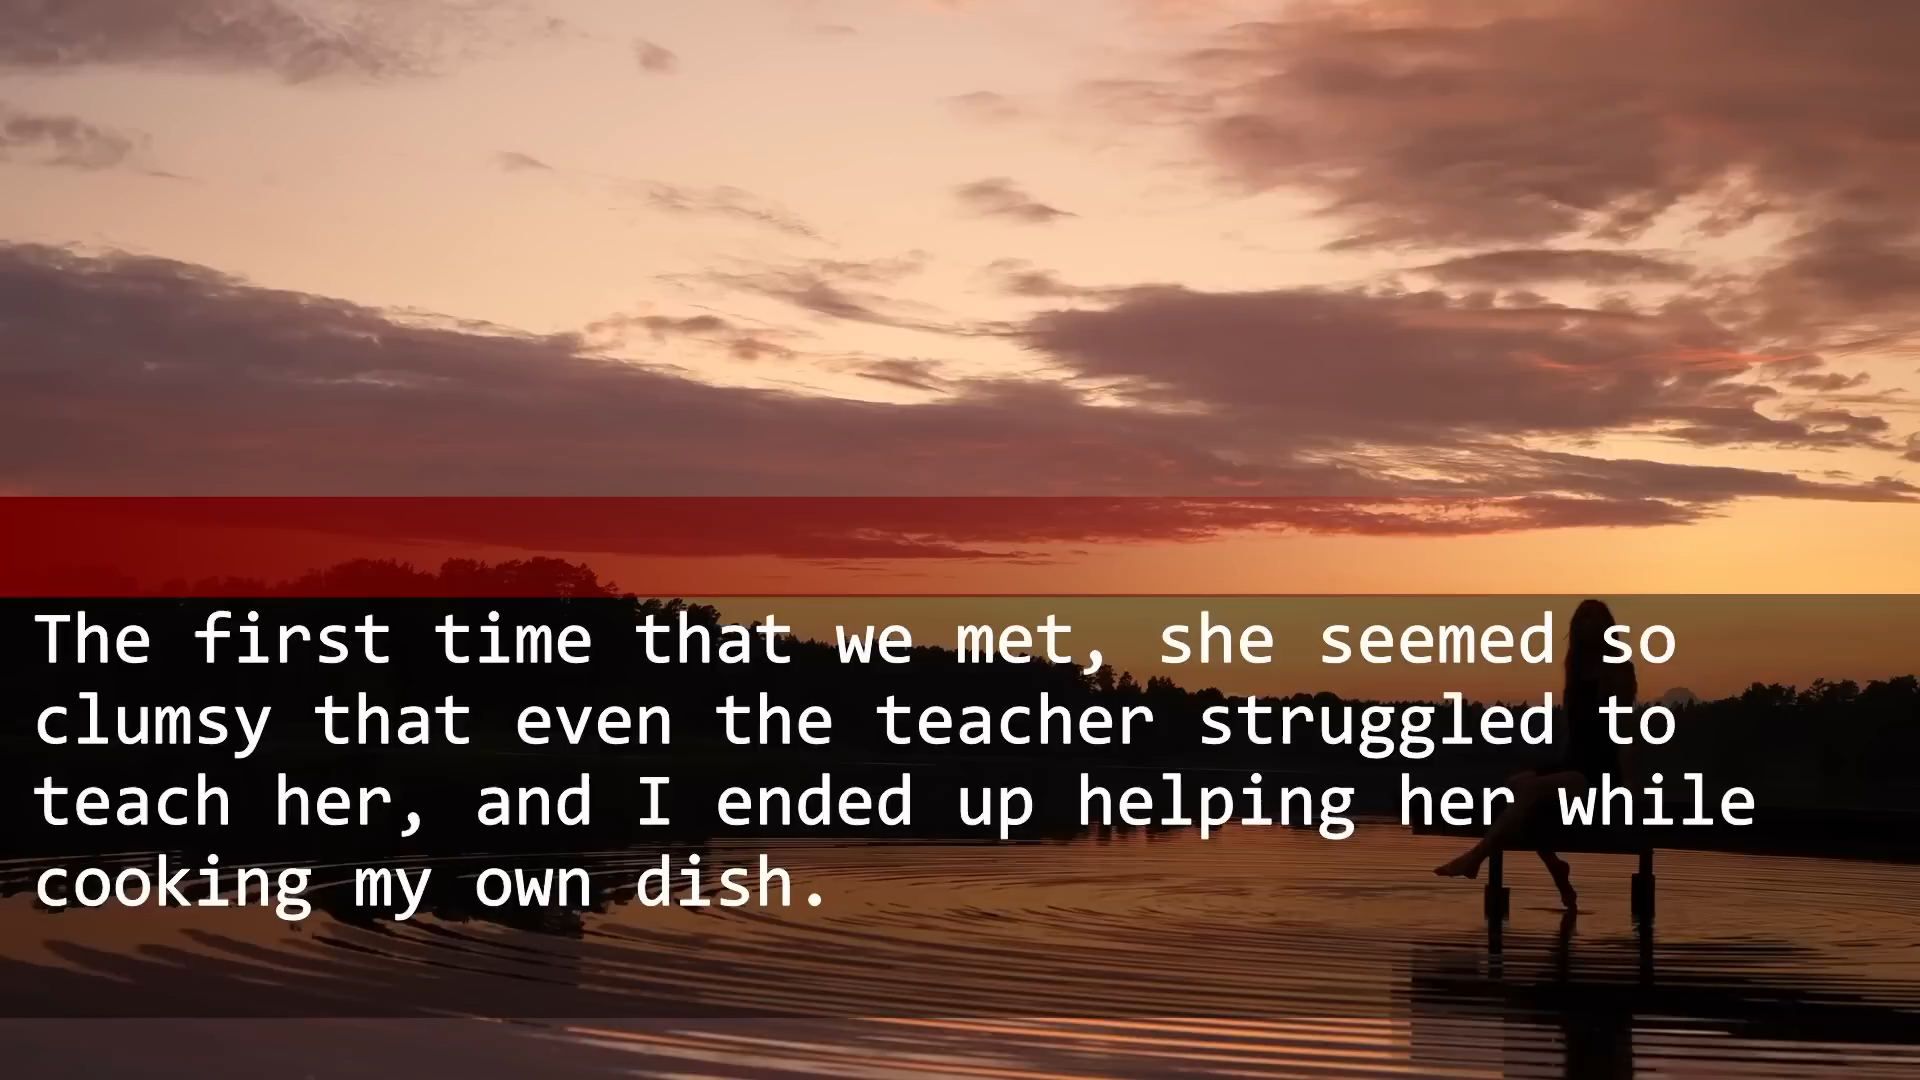 The first time that we met, she seemed so
clumsy that even the teacher struggled to
teach her, and I ended up helping her while
cooking my own dish.